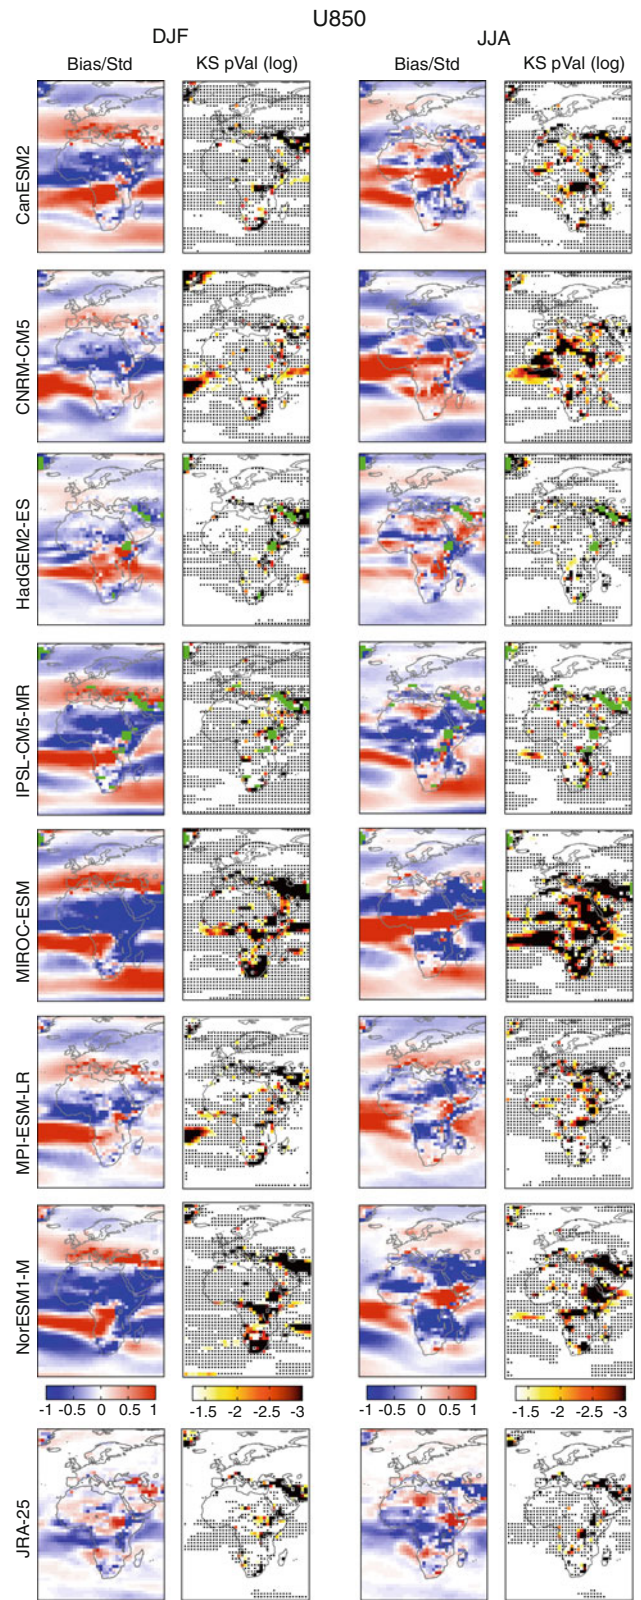 U850
DJF JJA
Bias/Std KS pVal (log) Bias/Std KS pVal (log)
CanESM2
CNRM-CM5
HadGEM2-ES
IPSL-CM5-MR
MIROC-ESM
MPI-ESM-LR
NorESM1-M
-1 -0.5 0 0.5 1 -1.5 -2 -2.5 -3 -1 -0.5 0 0.5 1 -1.5 -2 -2.5 -3
JRA-25